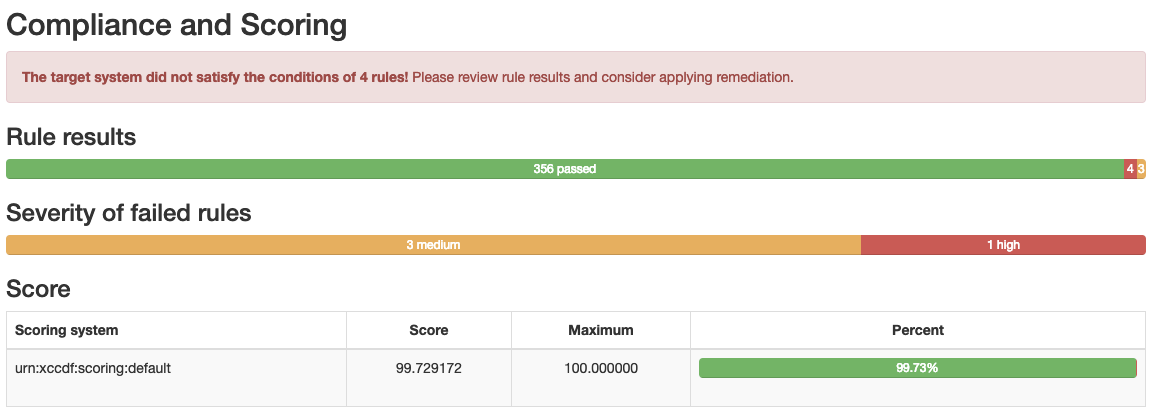 Compliance and Scoring
The target system did not satisfy the conditions of 4 rules! Please review rule results and consider applying remediation.
Rule results
356 passed 4 3
Severity of failed rules
3 medium 1 high
Score
Scoring system Score Maximum Percent
urn:xccdf:scoring:default 99.729172 100.000000 99.73%